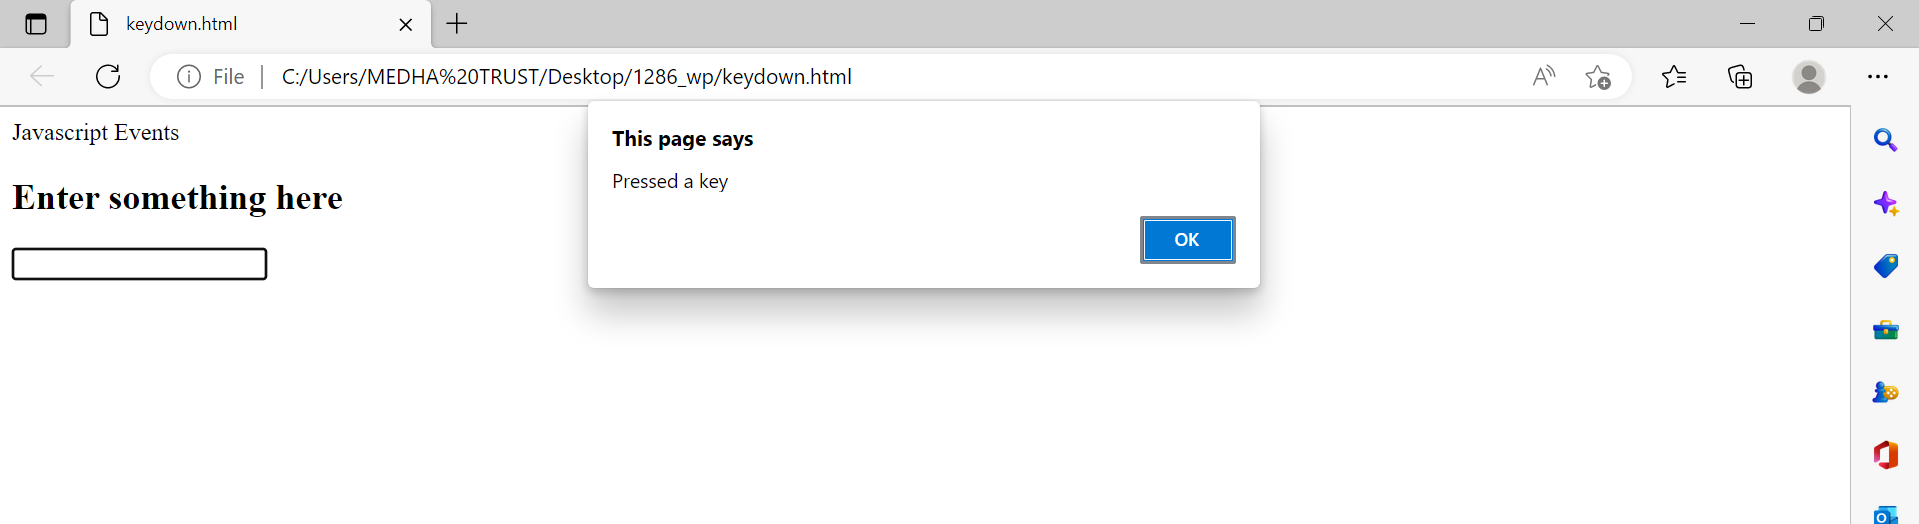 keydown.html
File
C:/Users/MEDHA%20TRUST/Desktop/1286_wp/keydown.html
Javascript Events
Enter something here
This page says
Pressed a key
OK